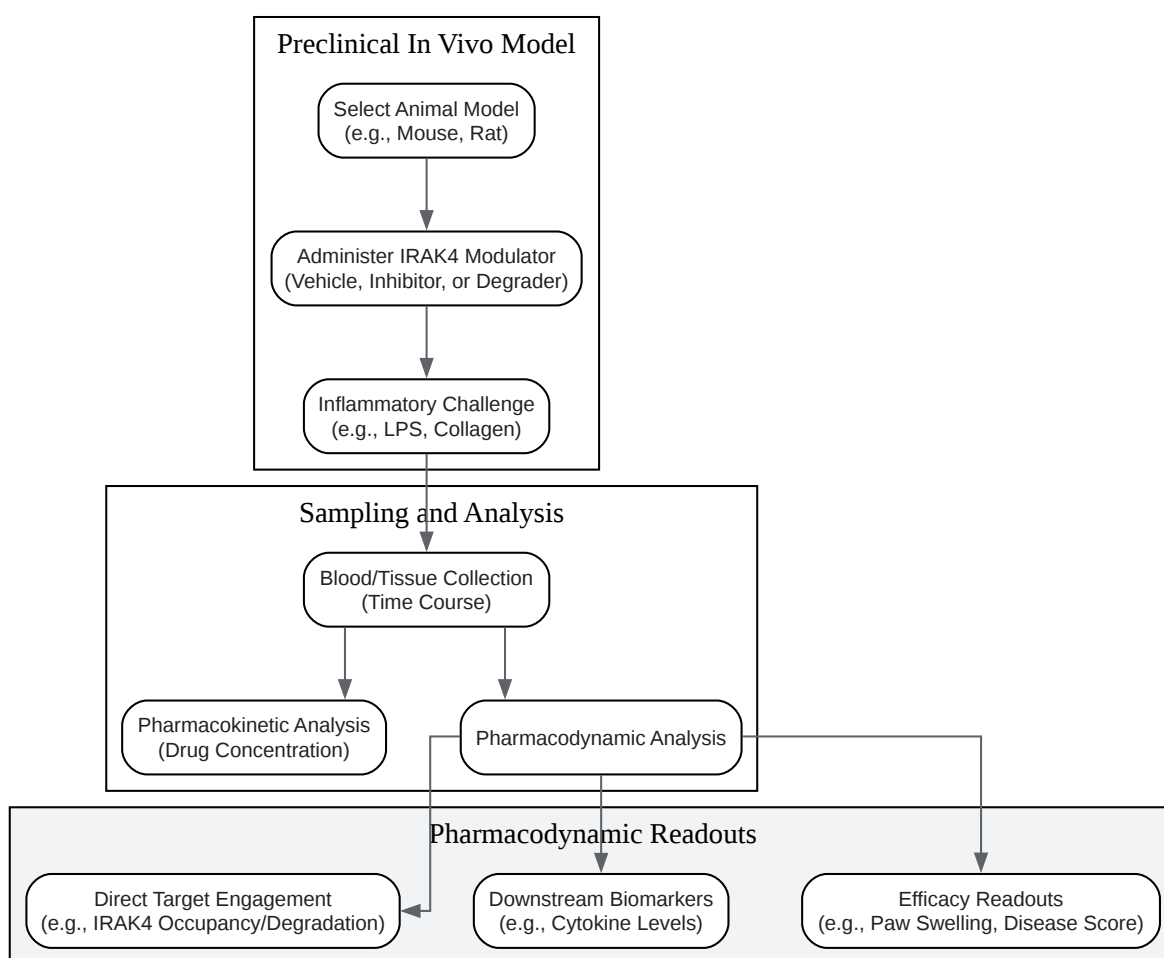 Preclinical In Vivo Model
Select Animal Model
(e.g., Mouse, Rat)
Administer IRAK4 Modulator
(Vehicle, Inhibitor, or Degrader)
Inflammatory Challenge
(e.g., LPS, Collagen)
Sampling and Analysis
Blood/Tissue Collection
(Time Course)
Pharmacokinetic Analysis
(Drug Concentration)
Pharmacodynamic Analysis
Pharmacodynamic Readouts
Direct Target Engagement
(e.g., IRAK4 Occupancy/Degradation)
Downstream Biomarkers
(e.g., Cytokine Levels)
Efficacy Readouts
(e.g., Paw Swelling, Disease Score)